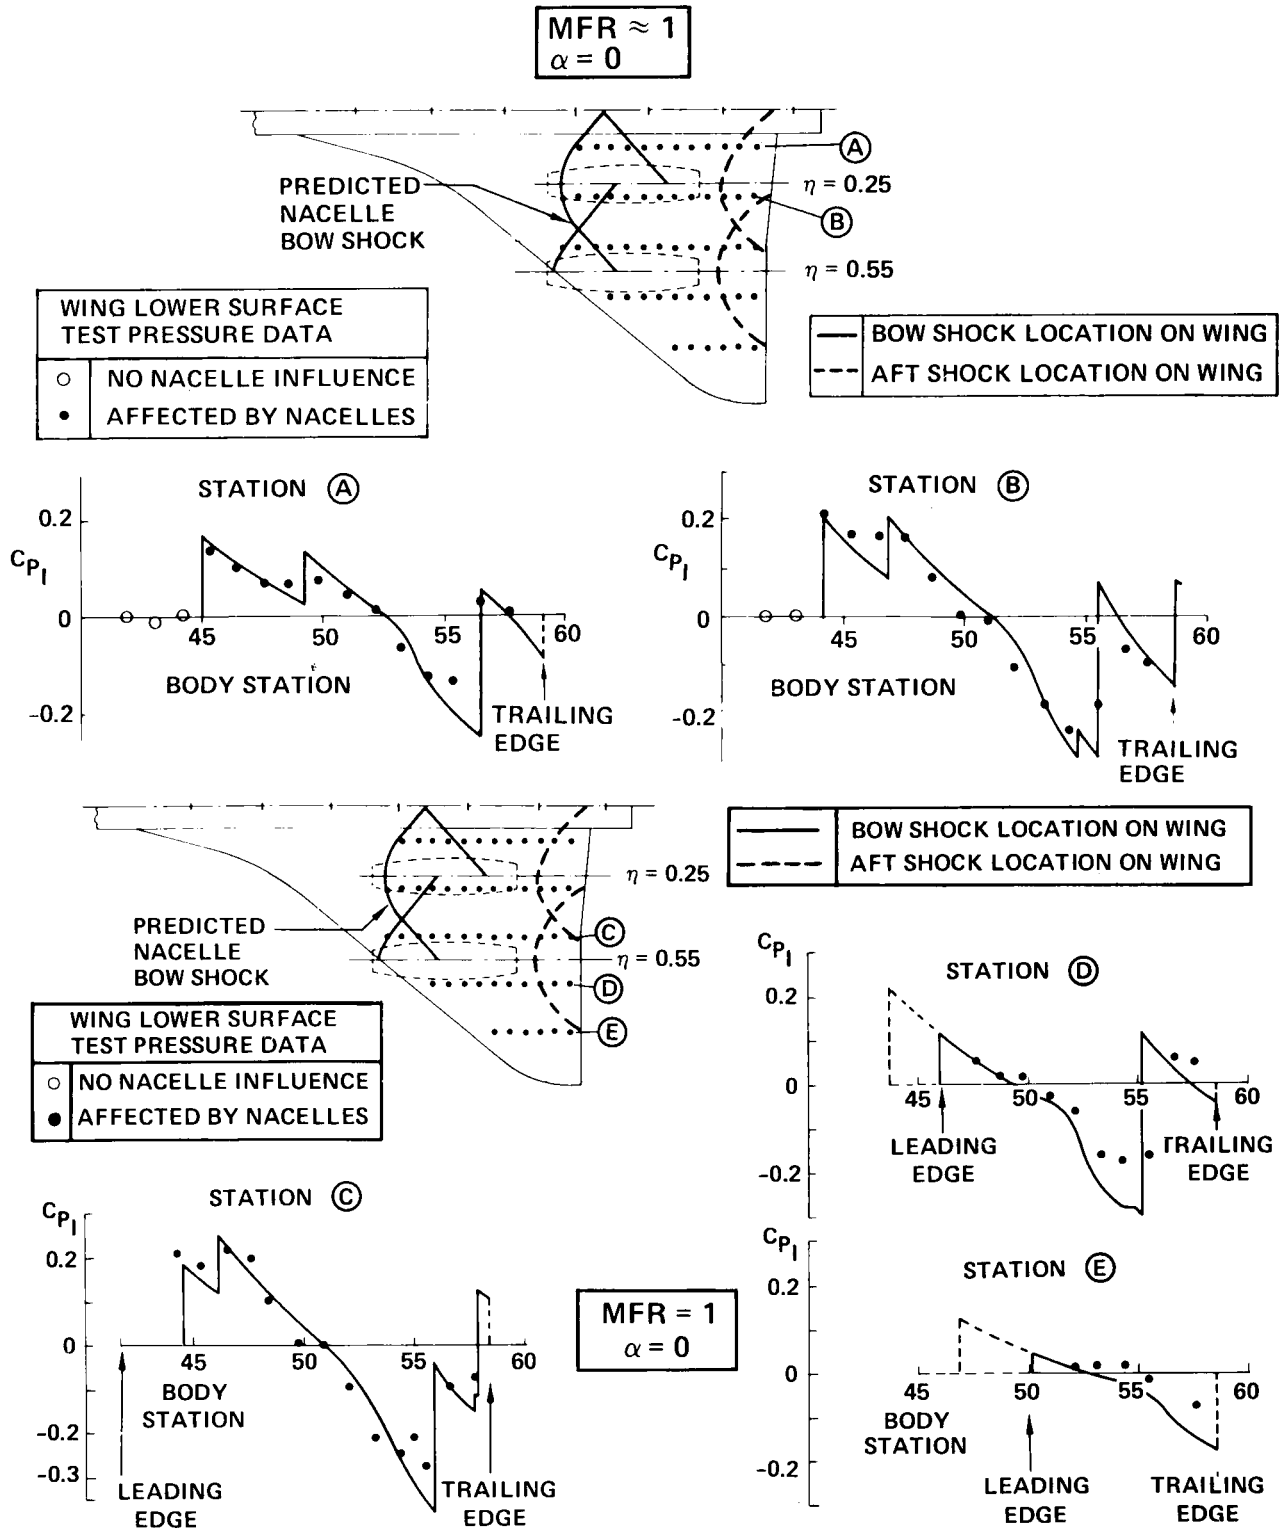 MFR ≈ 1
α = 0
PREDICTED
NACELLE
BOW SHOCK
A
η = 0.25
B
η = 0.55
WING LOWER SURFACE
TEST PRESSURE DATA
NO NACELLE INFLUENCE
AFFECTED BY NACELLES
BOW SHOCK LOCATION ON WING
AFT SHOCK LOCATION ON WING
STATION A
0.2
CPI
0
-0.2
45 50 55 60
BODY STATION
TRAILING
EDGE
STATION B
0.2
CPI
0
-0.2
45 50 55 60
BODY STATION
TRAILING
EDGE
BOW SHOCK LOCATION ON WING
AFT SHOCK LOCATION ON WING
η = 0.25
PREDICTED
NACELLE
BOW SHOCK
C
η = 0.55
D
E
WING LOWER SURFACE
TEST PRESSURE DATA
NO NACELLE INFLUENCE
AFFECTED BY NACELLES
CPI
STATION D
0.2
0
-0.2
45 50 55 60
LEADING
EDGE
TRAILING
EDGE
STATION C
CPI
0.2
0
-0.2
-0.3
45 50 55 60
BODY
STATION
LEADING
EDGE
TRAILING
EDGE
MFR = 1
α = 0
CPI
STATION E
0.2
0
-0.2
45 50 55 60
BODY
STATION
LEADING
EDGE
TRAILING
EDGE